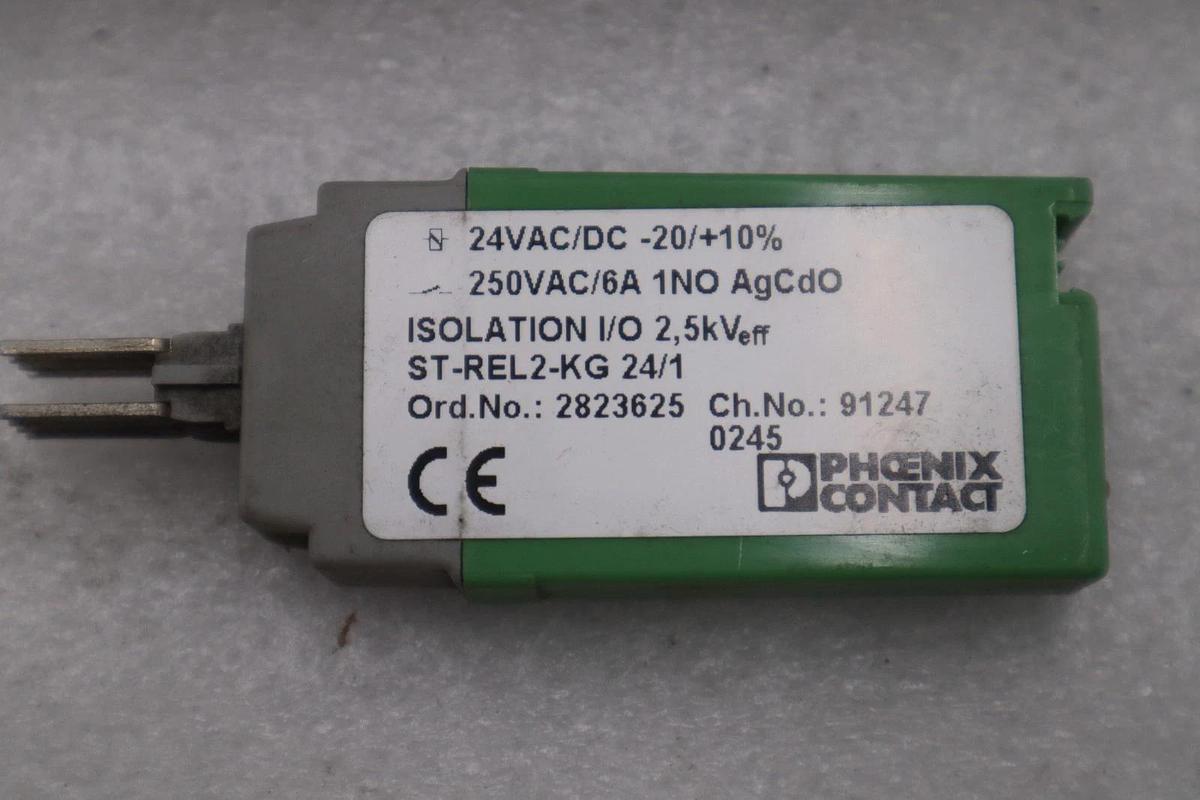 24VAC/DC -20/+10%
250VAC/6A 1NO AgCdO
ISOLATION I/O 2,5kVeff
ST-REL2-KG 24/1
Ord.No.: 2823625 Ch.No.: 91247
0245
CE
PHŒNIX
CONTACT